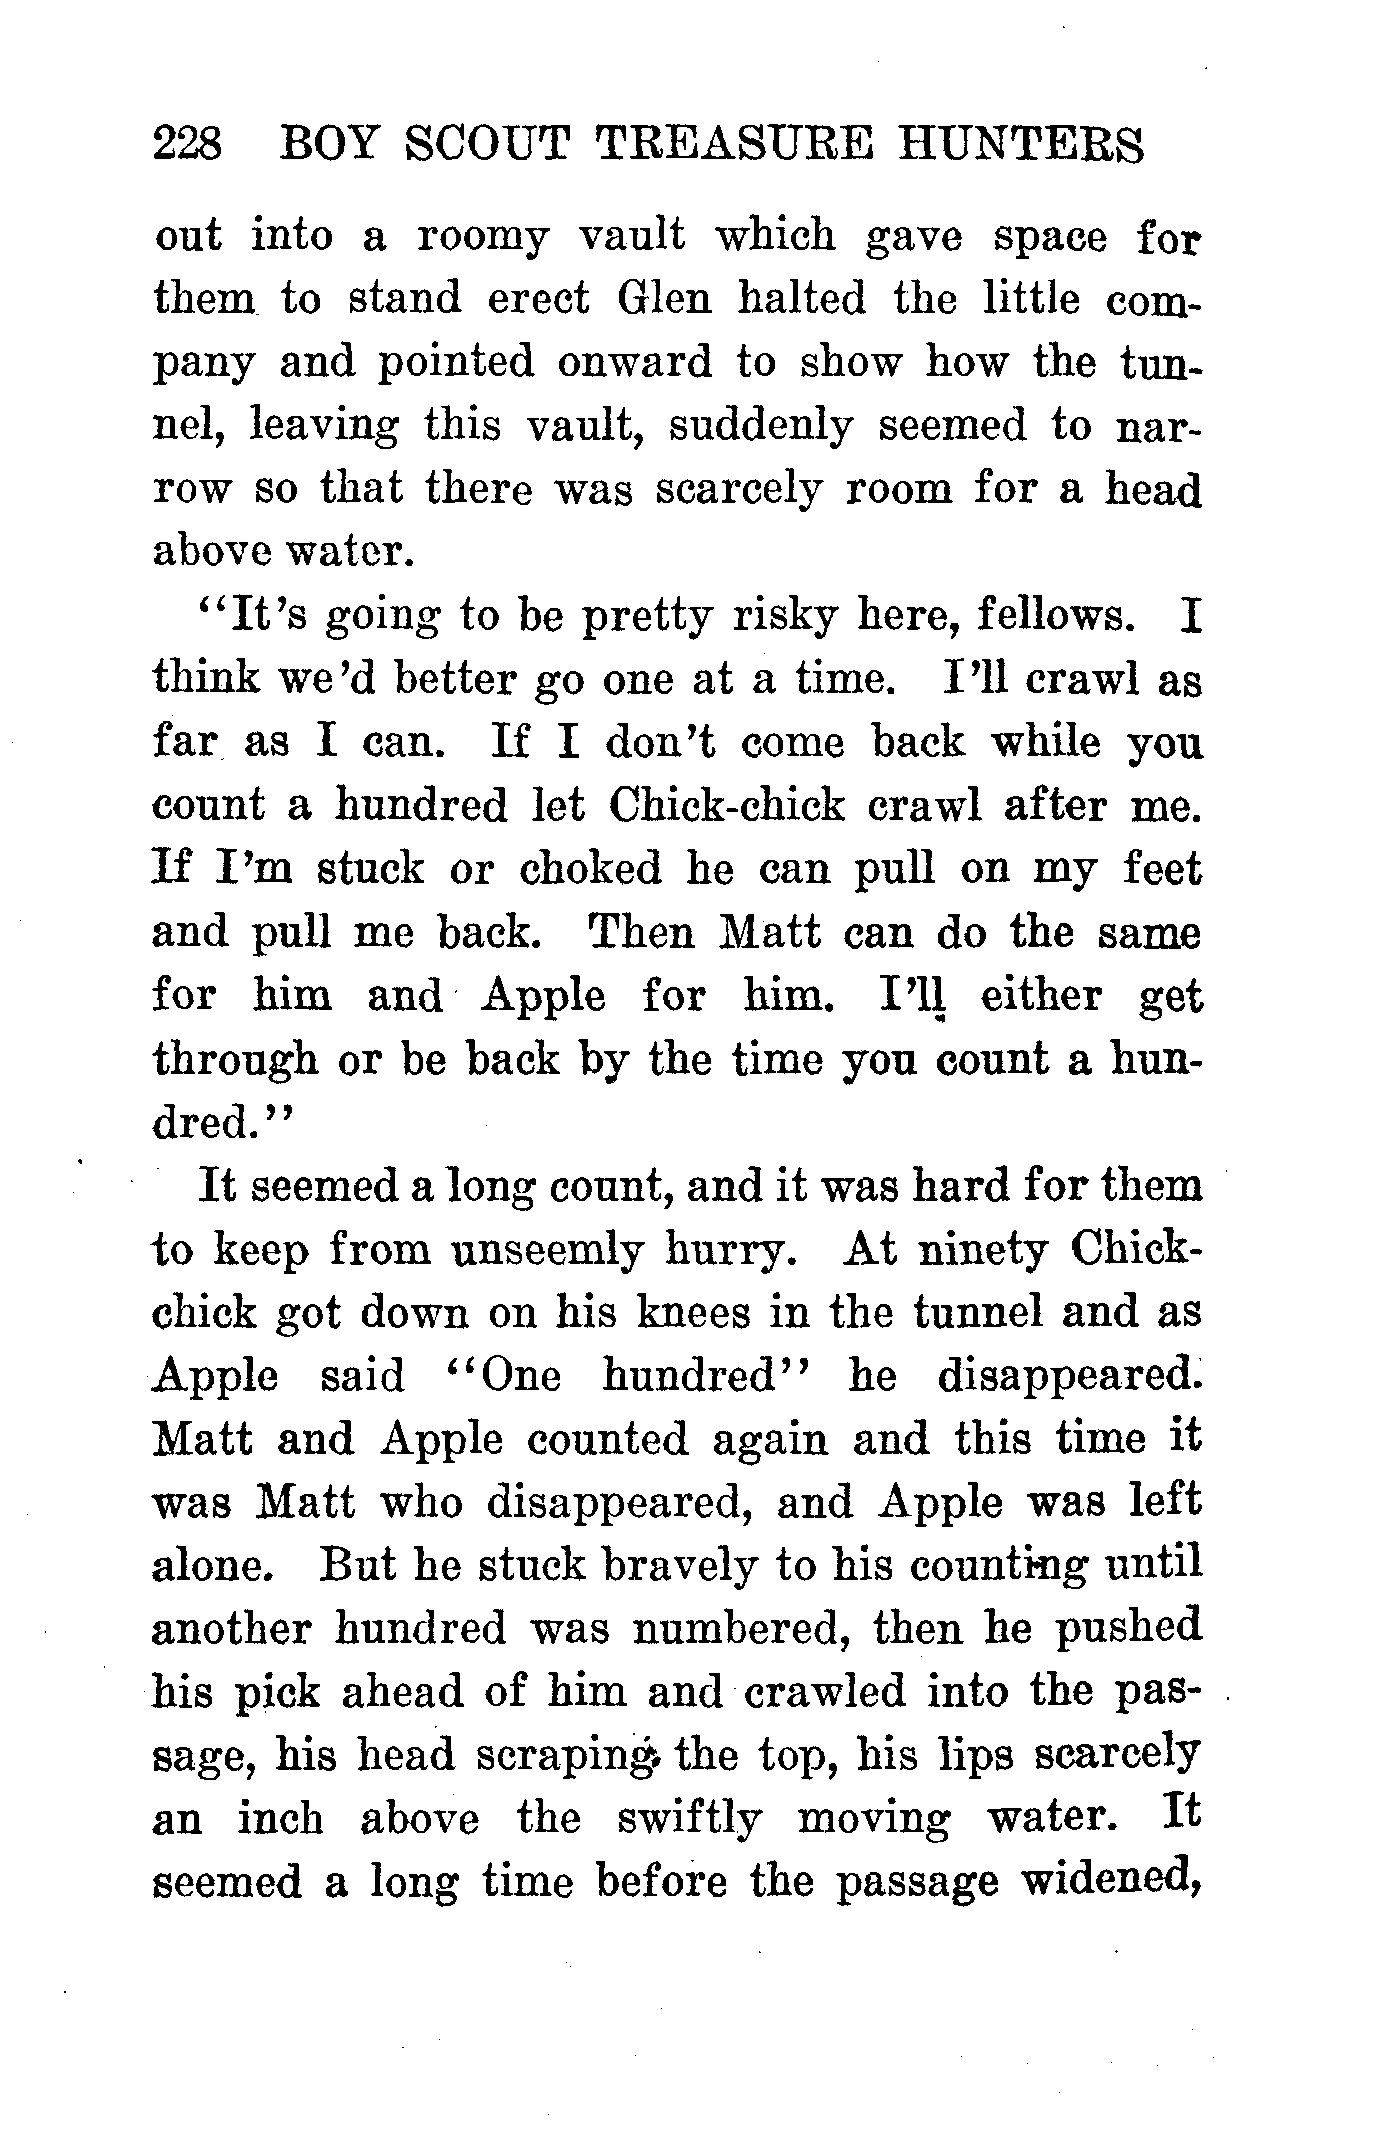 228 BOY SCOUT TREASURE HUNTERS
out into a roomy vault which gave space for
them to stand erect Glen halted the little com-
pany and pointed onward to show how the tun-
nel, leaving this vault, suddenly seemed to nar-
row so that there was scarcely room for a head
above water.
"It's going to be pretty risky here, fellows. I
think we'd better go one at a time. I'll crawl as
far as I can. If I don't come back while you
count a hundred let Chick-chick crawl after me.
If I'm stuck or choked he can pull on my feet
and pull me back. Then Matt can do the same
for him and Apple for him. I'll either get
through or be back by the time you count a hun-
dred."
It seemed a long count, and it was hard for them
to keep from unseemly hurry. At ninety Chick-
chick got down on his knees in the tunnel and as
Apple said "One hundred" he disappeared.
Matt and Apple counted again and this time it
was Matt who disappeared, and Apple was left
alone. But he stuck bravely to his counting until
another hundred was numbered, then he pushed
his pick ahead of him and crawled into the pas-
sage, his head scraping the top, his lips scarcely
an inch above the swiftly moving water. It
seemed a long time before the passage widened,